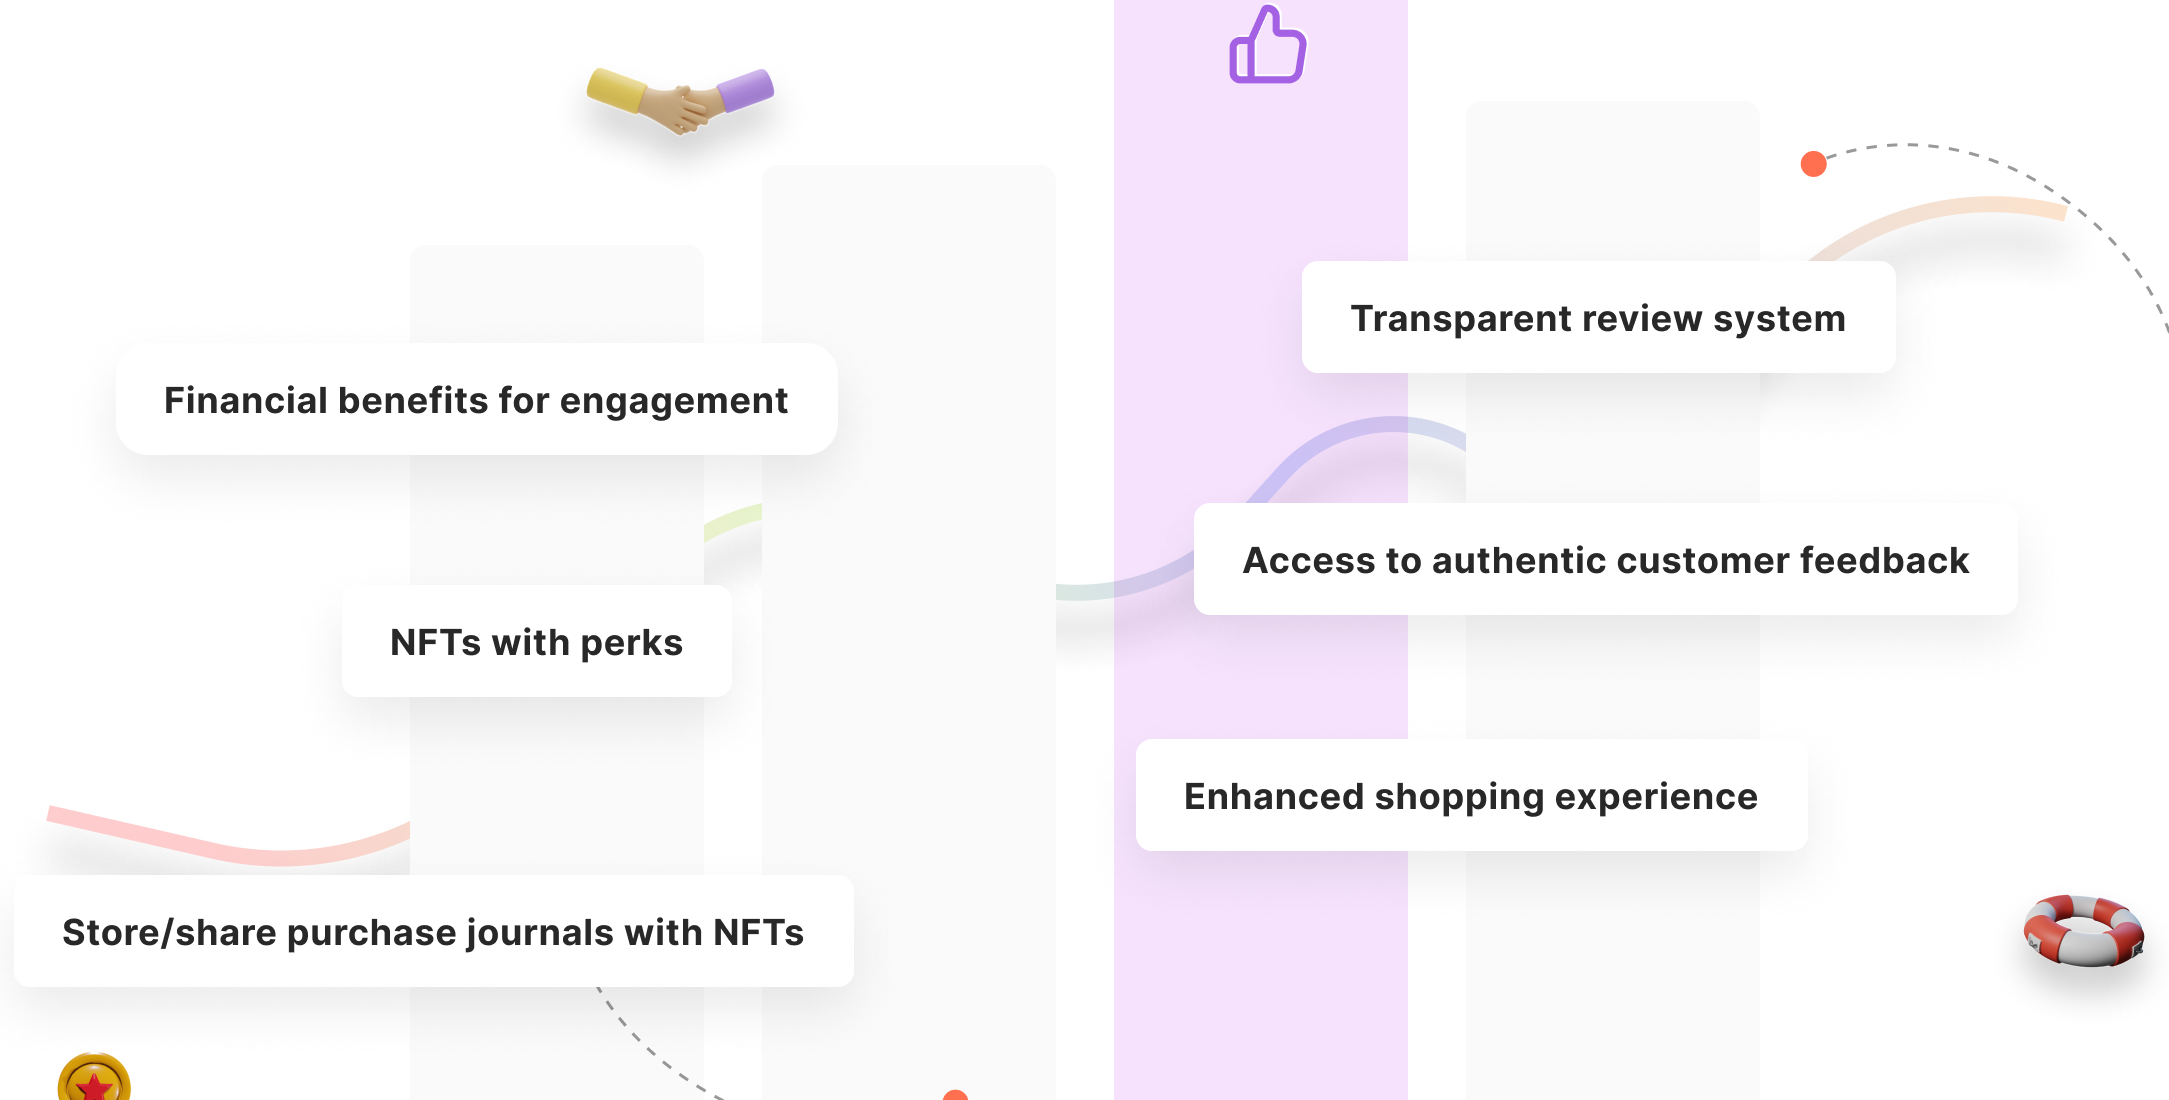 Financial benefits for engagement
NFTs with perks
Store/share purchase journals with NFTs
Transparent review system
Access to authentic customer feedback
Enhanced shopping experience